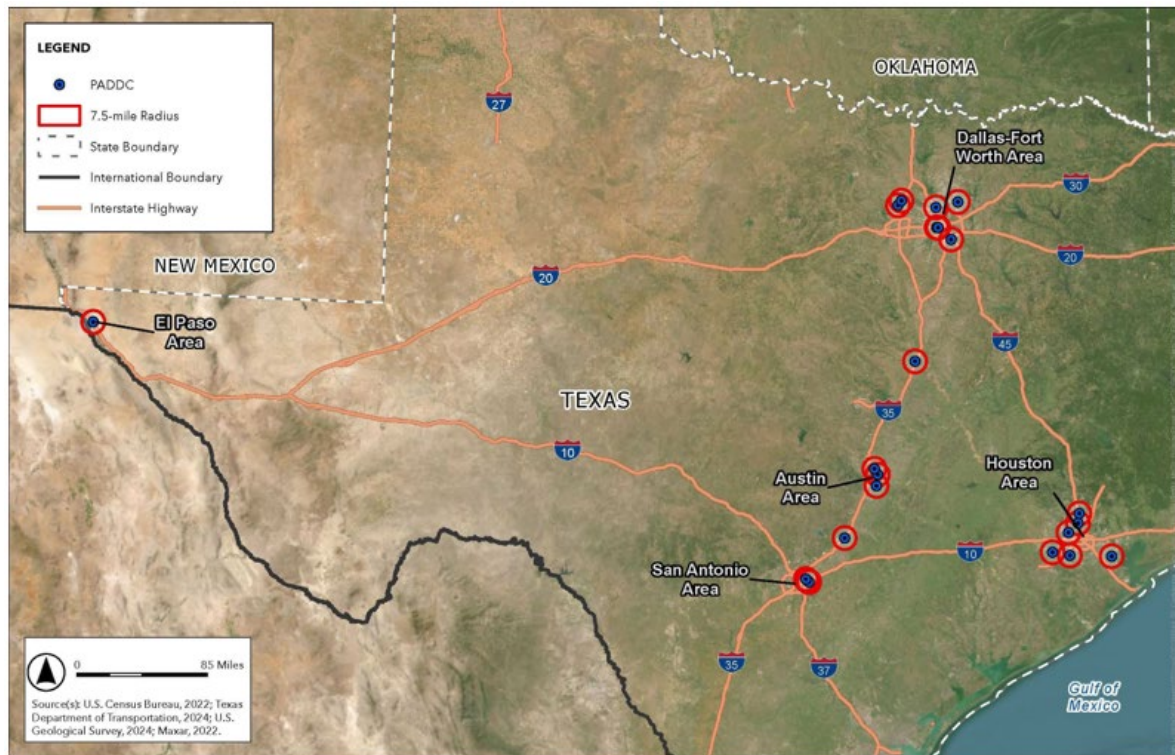 LEGEND
PADDC
7.5-mile Radius
State Boundary
International Boundary
Interstate Highway
27
OKLAHOMA
Dallas-Fort
Worth Area
30
NEW MEXICO
20
20
El Paso
Area
45
TEXAS
35
10
Austin
Area
Houston
Area
10
San Antonio
Area
35
37
0
85 Miles
Source(s): U.S. Census Bureau, 2022; Texas
Department of Transportation, 2024; U.S.
Geological Survey, 2024; Maxar, 2022.
Gulf of
Mexico